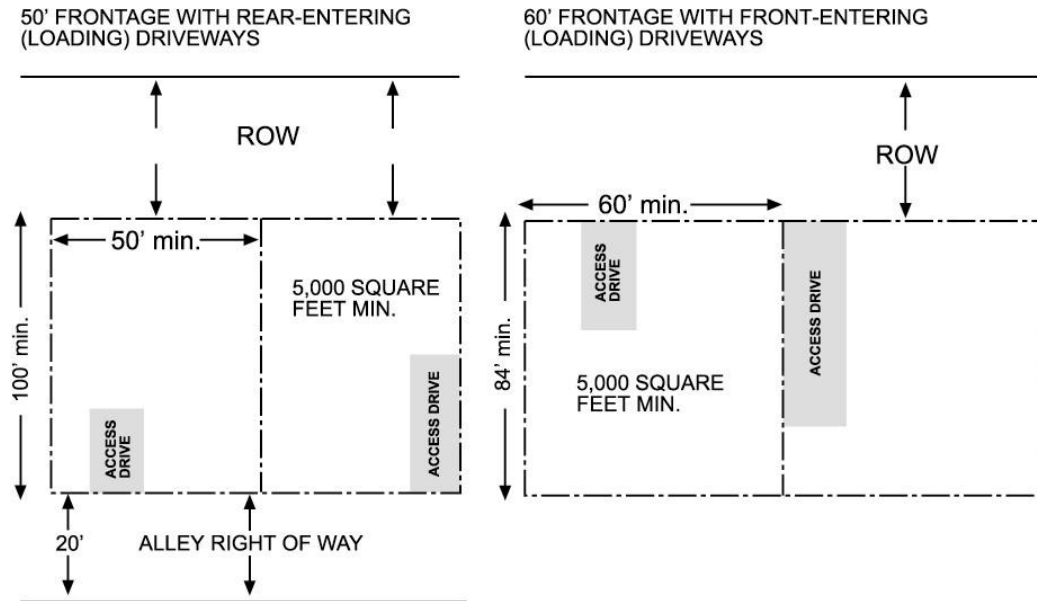 50’ FRONTAGE WITH REAR-ENTERING
(LOADING) DRIVEWAYS
ROW
50’ min.
100’ min.
5,000 SQUARE
FEET MIN.
ACCESS
DRIVE
ACCESS DRIVE
20’
ALLEY RIGHT OF WAY
60’ FRONTAGE WITH FRONT-ENTERING
(LOADING) DRIVEWAYS
ROW
60’ min.
84’ min.
ACCESS
DRIVE
ACCESS DRIVE
5,000 SQUARE
FEET MIN.